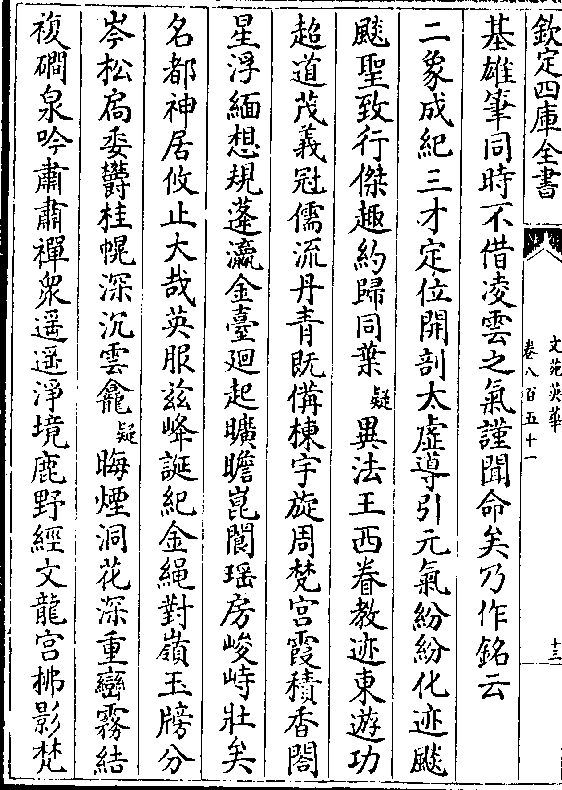 欽定四庫全書
文苑英華
卷八百五十一
十三
基雄筆同時不借凌雲之氣謹聞命矣乃作銘云
二象成紀三才定位開剖太虛導引元氣紛紛化迹飈
飈聖致行傑趣約歸同葉疑異法王西眷教迹東遊功
超道茂義冠儒流丹青既備棟宇旋周梵宮霞積香閣
星浮緬想規蓬瀛金臺廻起曠瞻崑閬瑶房峻峙壯矣
名都神居攸止大哉英服兹峰誕紀金繩對嶺玉牓分
岑松扃委欝桂幌深沉雲龕疑晦煙洞花深重巒霧結
複磵泉吟肅肅禪衆遥遥淨境鹿野經文龍宫拂影梵